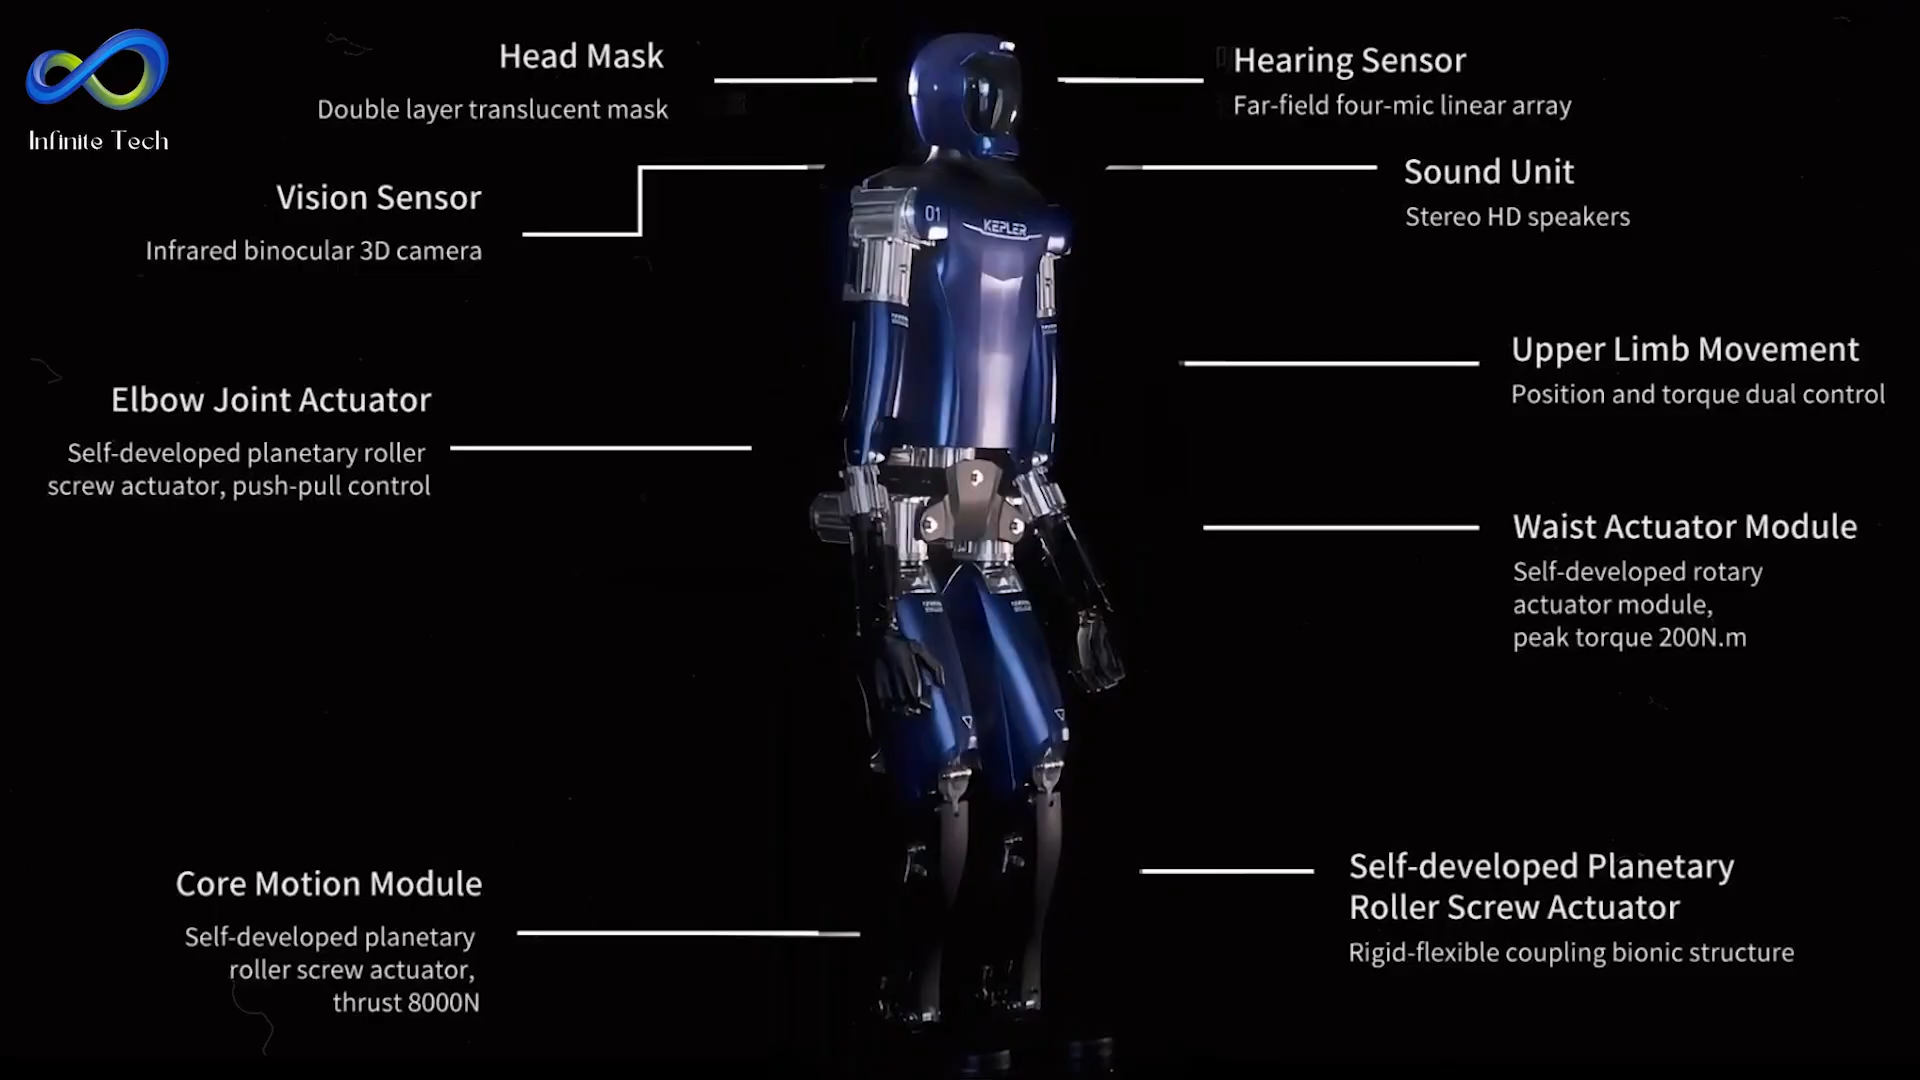 Infinite Tech
Head Mask
Double layer translucent mask
Vision Sensor
Infrared binocular 3D camera
Elbow Joint Actuator
Self-developed planetary roller
screw actuator, push-pull control
Core Motion Module
Self-developed planetary
roller screw actuator,
thrust 8000N
01
KEPLER
Hearing Sensor
Far-field four-mic linear array
Sound Unit
Stereo HD speakers
Upper Limb Movement
Position and torque dual control
Waist Actuator Module
Self-developed rotary
actuator module,
peak torque 200N.m
Self-developed Planetary
Roller Screw Actuator
Rigid-flexible coupling bionic structure